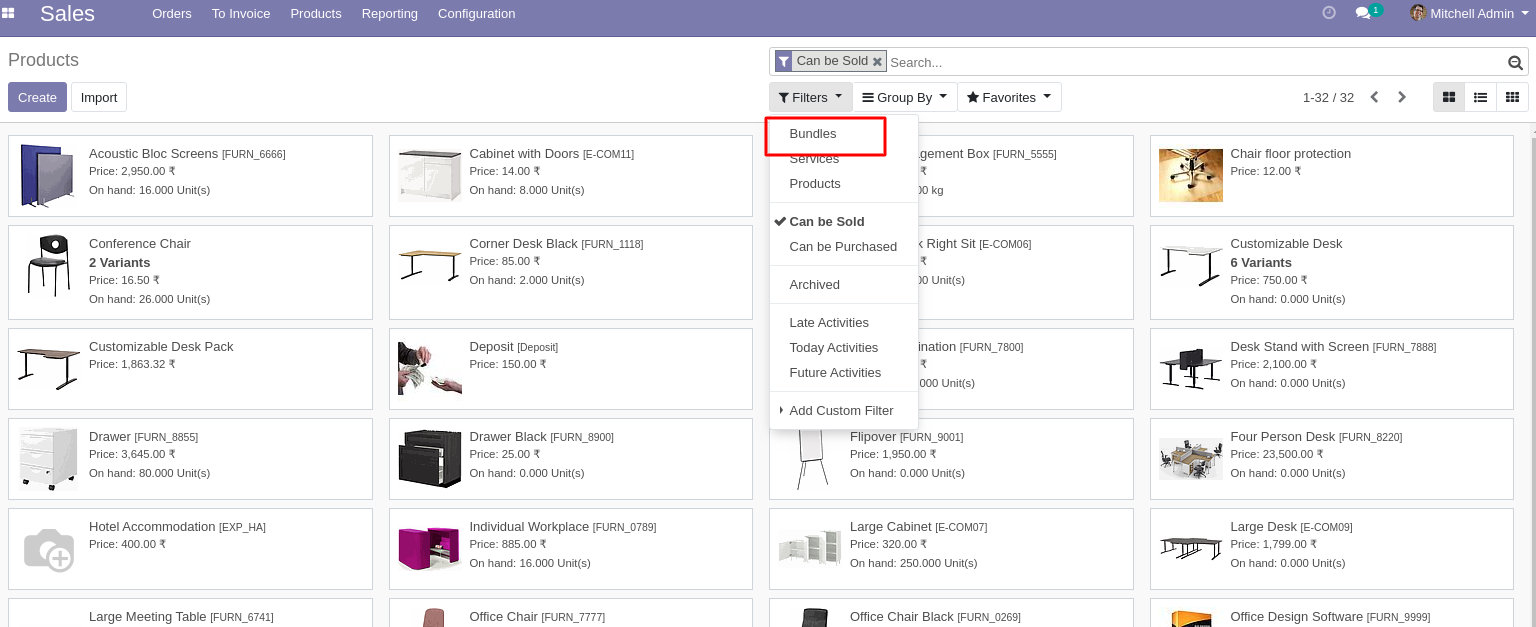 Sales Orders To Invoice Products Reporting Configuration 1 Mitchell Admin
Products
Can be Sold Search...
Create Import
Filters Group By Favorites 1-32 / 32
Bundles
Services
Products
Can be Sold
Can be Purchased
Archived
Late Activities
Today Activities
Future Activities
Add Custom Filter
Acoustic Bloc Screens [FURN_6666]
Price: 2,950.00 ₹
On hand: 16.000 Unit(s)
Cabinet with Doors [E-COM11]
Price: 14.00 ₹
On hand: 8.000 Unit(s)
agement Box [FURN_5555]
₹
00 kg
Chair floor protection
Price: 12.00 ₹
Conference Chair
2 Variants
Price: 16.50 ₹
On hand: 26.000 Unit(s)
Corner Desk Black [FURN_1118]
Price: 85.00 ₹
On hand: 2.000 Unit(s)
k Right Sit [E-COM06]
₹
00 Unit(s)
Customizable Desk
6 Variants
Price: 750.00 ₹
On hand: 0.000 Unit(s)
Customizable Desk Pack
Price: 1,863.32 ₹
Deposit [Deposit]
Price: 150.00 ₹
ination [FURN_7800]
₹
000 Unit(s)
Desk Stand with Screen [FURN_7888]
Price: 2,100.00 ₹
On hand: 0.000 Unit(s)
Drawer [FURN_8855]
Price: 3,645.00 ₹
On hand: 80.000 Unit(s)
Drawer Black [FURN_8900]
Price: 25.00 ₹
On hand: 0.000 Unit(s)
Flipover [FURN_9001]
Price: 1,950.00 ₹
On hand: 0.000 Unit(s)
Four Person Desk [FURN_8220]
Price: 23,500.00 ₹
On hand: 0.000 Unit(s)
Hotel Accommodation [EXP_HA]
Price: 400.00 ₹
Individual Workplace [FURN_0789]
Price: 885.00 ₹
On hand: 16.000 Unit(s)
Large Cabinet [E-COM07]
Price: 320.00 ₹
On hand: 250.000 Unit(s)
Large Desk [E-COM09]
Price: 1,799.00 ₹
On hand: 0.000 Unit(s)
Large Meeting Table [FURN_6741]
Office Chair [FURN_7777]
Office Chair Black [FURN_0269]
Office Design Software [FURN_9999]